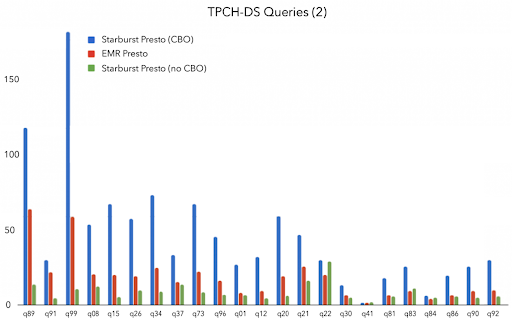 TPCH-DS Queries (2)
Starburst Presto (CBO)
EMR Presto
Starburst Presto (no CBO)
150
100
50
0
q89 q91 q99 q08 q15 q26 q34 q37 q73 q96 q01 q12 q20 q21 q22 q30 q41 q81 q83 q84 q86 q90 q92